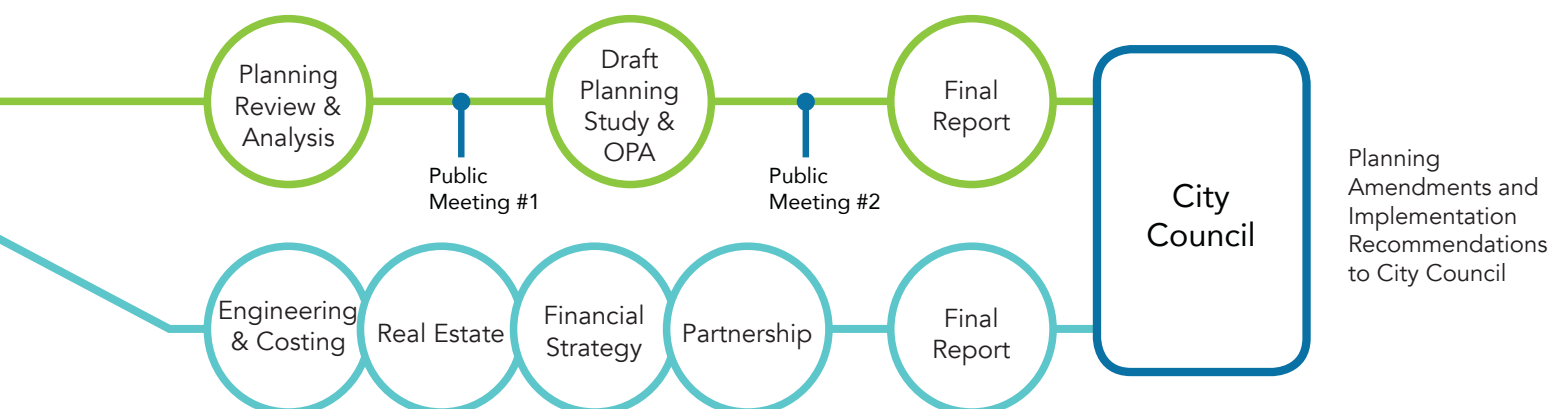 Planning
Review &
Analysis
Public
Meeting #1
Draft
Planning
Study &
OPA
Public
Meeting #2
Final
Report
Engineering
& Costing
Real Estate
Financial
Strategy
Partnership
Final
Report
City
Council
Planning
Amendments and
Implementation
Recommendations
to City Council